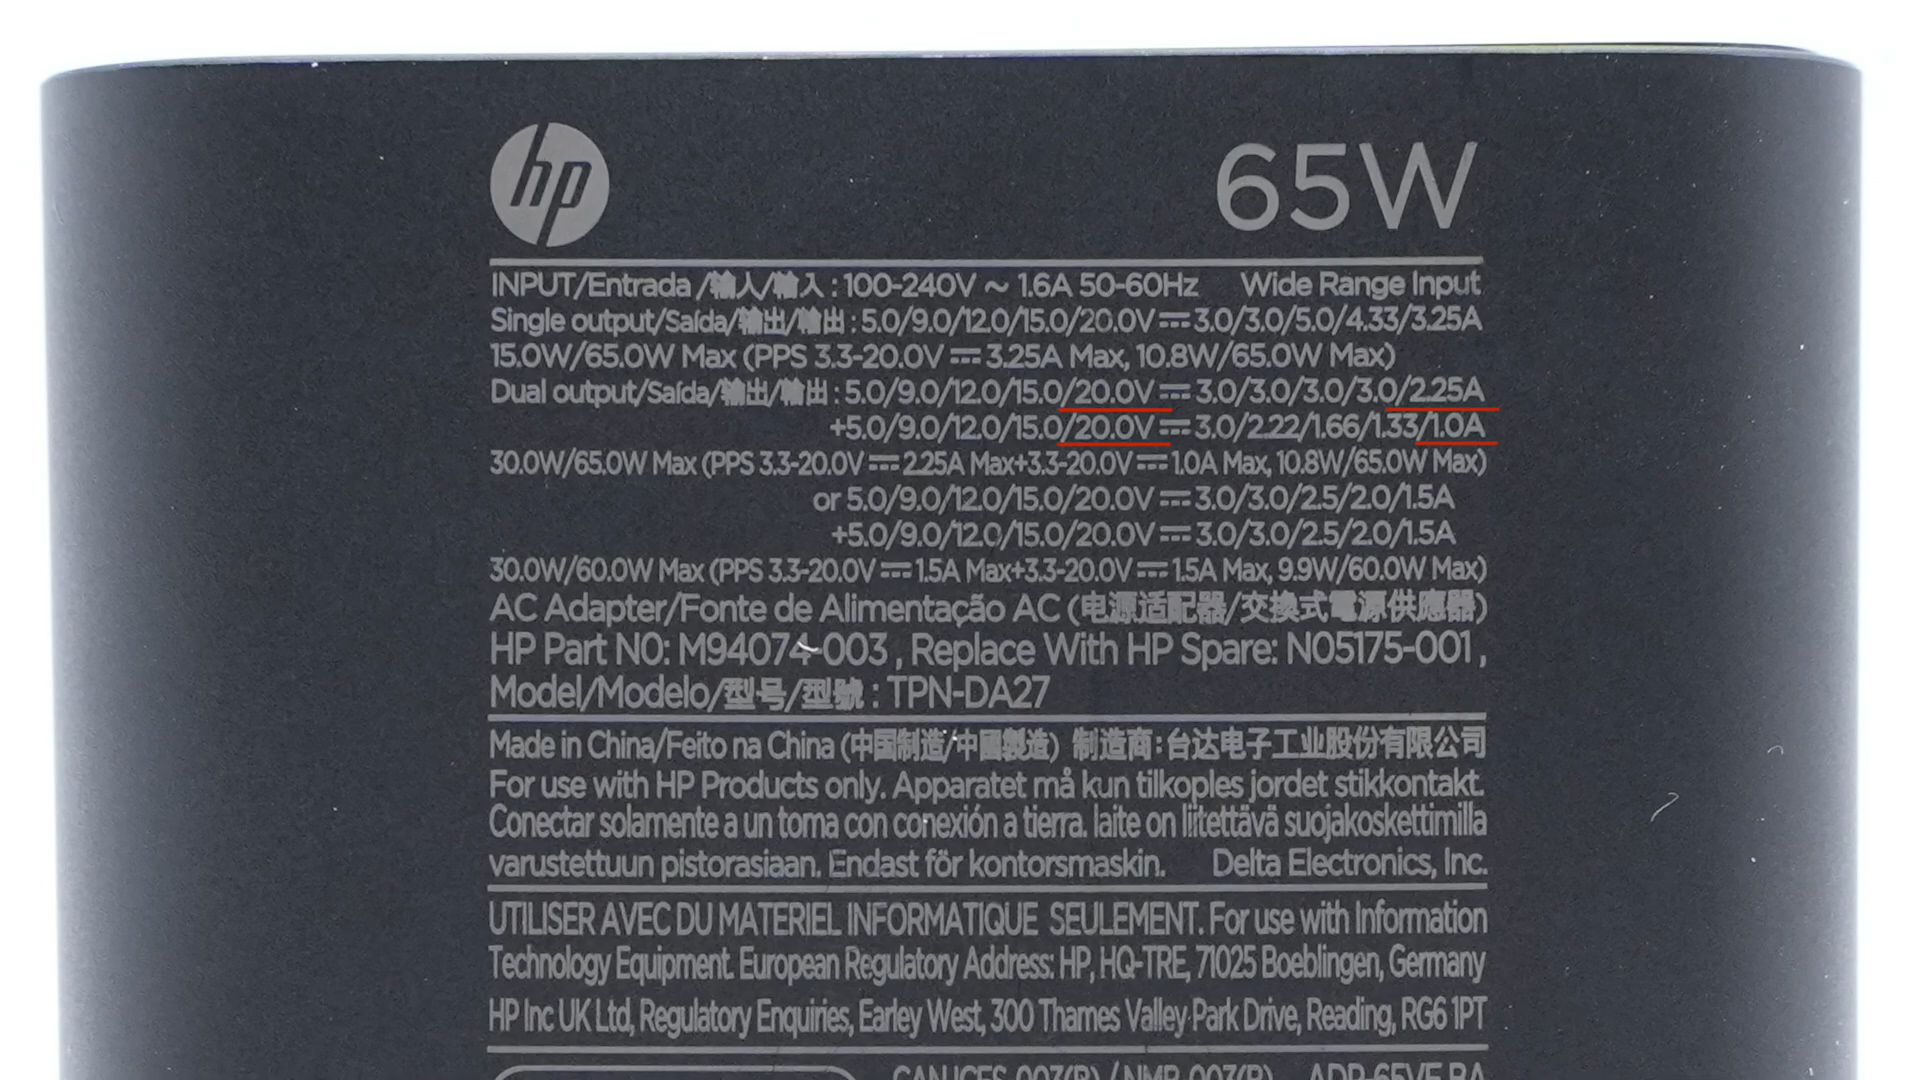 hp
65W
INPUT/Entrada /输入/輸入 : 100-240V ~ 1.6A 50-60Hz Wide Range Input
Single output/Saída/输出/輸出 : 5.0/9.0/12.0/15.0/20.0V ⎓ 3.0/3.0/5.0/4.33/3.25A
15.0W/65.0W Max (PPS 3.3-20.0V ⎓ 3.25A Max, 10.8W/65.0W Max)
Dual output/Saída/输出/輸出 : 5.0/9.0/12.0/15.0/20.0V ⎓ 3.0/3.0/3.0/3.0/2.25A
+5.0/9.0/12.0/15.0/20.0V ⎓ 3.0/2.22/1.66/1.33/1.0A
30.0W/65.0W Max (PPS 3.3-20.0V ⎓ 2.25A Max+3.3-20.0V ⎓ 1.0A Max, 10.8W/65.0W Max)
or 5.0/9.0/12.0/15.0/20.0V ⎓ 3.0/3.0/2.5/2.0/1.5A
+5.0/9.0/12.0/15.0/20.0V ⎓ 3.0/3.0/2.5/2.0/1.5A
30.0W/60.0W Max (PPS 3.3-20.0V ⎓ 1.5A Max+3.3-20.0V ⎓ 1.5A Max, 9.9W/60.0W Max)
AC Adapter/Fonte de Alimentação AC (电源适配器/交換式電源供應器)
HP Part NO: M94074-003 , Replace With HP Spare: N05175-001 ,
Model/Modelo/型号/型號 : TPN-DA27
Made in China/Feito na China (中国制造/中國製造) 制造商:台达电子工业股份有限公司
For use with HP Products only. Apparatet må kun tilkoples jordet stikkontakt.
Conectar solamente a un toma con conexión a tierra. laite on liitettävä suojakoskettimilla
varustettuun pistorasiaan. Endast för kontorsmaskin. Delta Electronics, Inc.
UTILISER AVEC DU MATERIEL INFORMATIQUE SEULEMENT. For use with Information
Technology Equipment. European Regulatory Address: HP, HQ-TRE, 71025 Boeblingen, Germany
HP Inc UK Ltd, Regulatory Enquiries, Earley West, 300 Thames Valley Park Drive, Reading, RG6 1PT